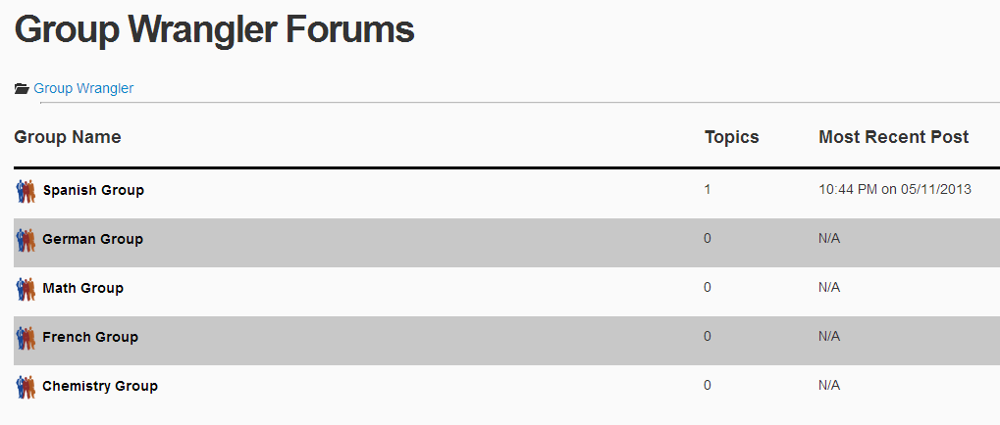 Group Wrangler Forums
Group Wrangler
Group Name Topics Most Recent Post
Spanish Group 1 10:44 PM on 05/11/2013
German Group 0 N/A
Math Group 0 N/A
French Group 0 N/A
Chemistry Group 0 N/A